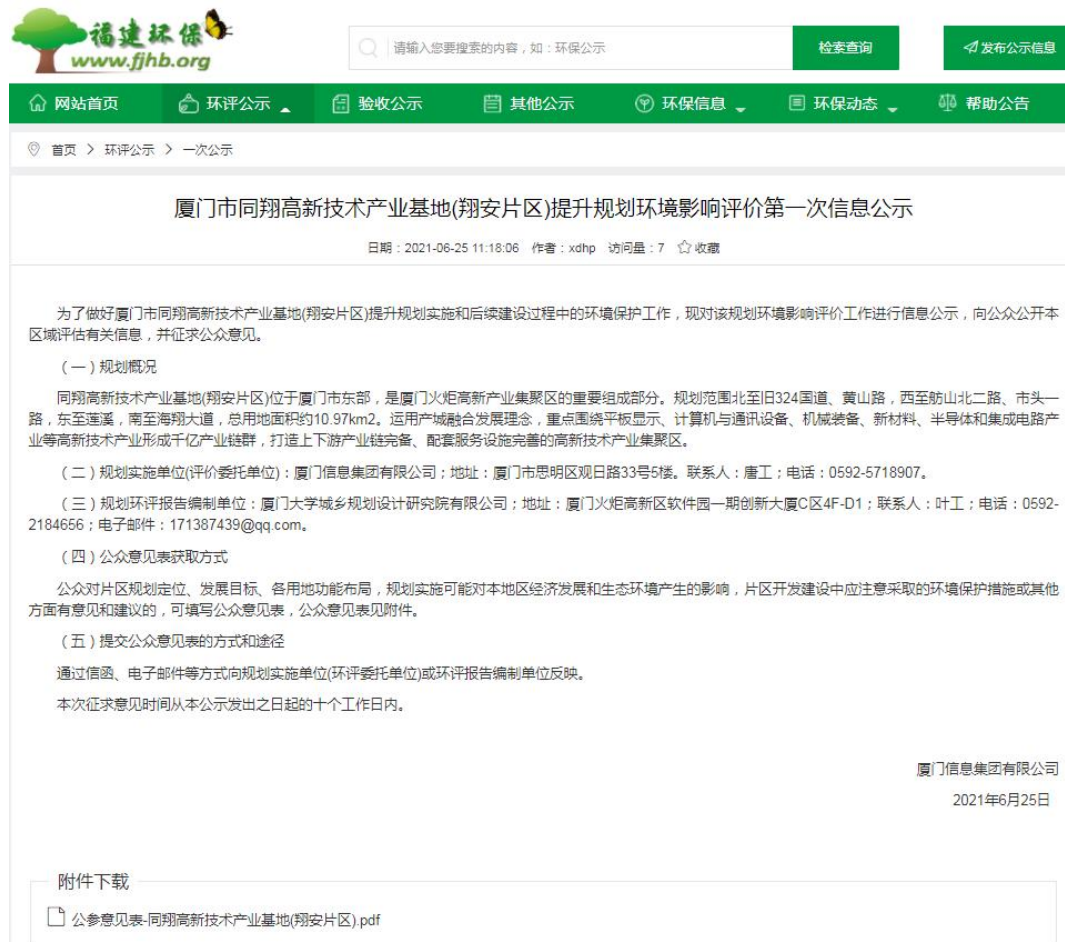 福建环保
www.fjhb.org
请输入您要搜索的内容，如：环保公示
检索查询
发布公示信息
网站首页 环评公示 验收公示 其他公示 环保信息 环保动态 帮助公告
首页 > 环评公示 > 一次公示
厦门市同翔高新技术产业基地(翔安片区)提升规划环境影响评价第一次信息公示
日期：2021-06-25 11:18:06 作者：xdhp 访问量：7 收藏
为了做好厦门市同翔高新技术产业基地(翔安片区)提升规划实施和后续建设过程中的环境保护工作，现对该规划环境影响评价工作进行信息公示，向公众公开本
区域评估有关信息，并征求公众意见。
（一）规划概况
同翔高新技术产业基地(翔安片区)位于厦门市东部，是厦门火炬高新产业集聚区的重要组成部分。规划范围北至旧324国道、黄山路，西至舫山北二路、市头一
路，东至莲溪，南至海翔大道，总用地面积约10.97km2。运用产城融合发展理念，重点围绕平板显示、计算机与通讯设备、机械装备、新材料、半导体和集成电路产
业等高新技术产业形成千亿产业链群，打造上下游产业链完备、配套服务设施完善的高新技术产业集聚区。
（二）规划实施单位(评价委托单位)：厦门信息集团有限公司；地址：厦门市思明区观日路33号5楼。联系人：唐工；电话：0592-5718907。
（三）规划环评报告编制单位：厦门大学城乡规划设计研究院有限公司；地址：厦门火炬高新区软件园一期创新大厦C区4F-D1；联系人：叶工；电话：0592-
2184656；电子邮件：171387439@qq.com。
（四）公众意见表获取方式
公众对片区规划定位、发展目标、各用地功能布局，规划实施可能对本地区经济发展和生态环境产生的影响，片区开发建设中应注意采取的环境保护措施或其他
方面有意见和建议的，可填写公众意见表，公众意见表见附件。
（五）提交公众意见表的方式和途径
通过信函、电子邮件等方式向规划实施单位(环评委托单位)或环评报告编制单位反映。
本次征求意见时间从本公示发出之日起的十个工作日内。
厦门信息集团有限公司
2021年6月25日
附件下载
公参意见表-同翔高新技术产业基地(翔安片区).pdf